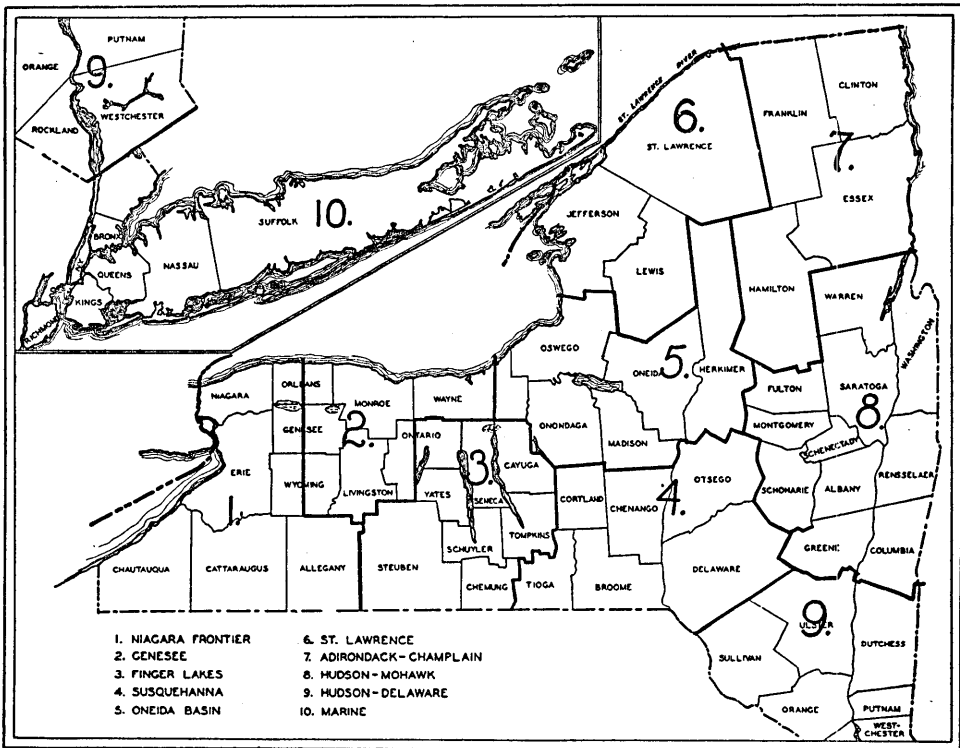 PUTNAM
ORANGE
9.
WESTCHESTER
ROCKLAND
BRONX
QUEENS
NASSAU
KINGS
RICHMOND
SUFFOLK
10.
ST. LAWRENCE RIVER
6.
ST. LAWRENCE
FRANKLIN
CLINTON
7.
ESSEX
JEFFERSON
LEWIS
HAMILTON
WARREN
WASHINGTON
OSWEGO
ONEIDA
5.
HERKIMER
FULTON
SARATOGA
8.
MONTGOMERY
SCHENECTADY
NIAGARA
ORLEANS
MONROE
WAYNE
GENESEE
2.
ONTARIO
ONONDAGA
MADISON
CAYUGA
3.
SENECA
ERIE
WYOMING
LIVINGSTON
YATES
CORTLAND
CHENANGO
4.
OTSEGO
SCHOHARIE
ALBANY
RENSSELAER
1.
SCHUYLER
TOMPKINS
GREENE
COLUMBIA
CHAUTAUQUA
CATTARAUGUS
ALLEGANY
STEUBEN
CHEMUNG
TIOGA
BROOME
DELAWARE
9.
ULSTER
DUTCHESS
SULLIVAN
ORANGE
PUTNAM
WEST-
CHESTER
1. NIAGARA FRONTIER
2. GENESEE
3. FINGER LAKES
4. SUSQUEHANNA
5. ONEIDA BASIN
6. ST. LAWRENCE
7. ADIRONDACK-CHAMPLAIN
8. HUDSON-MOHAWK
9. HUDSON-DELAWARE
10. MARINE